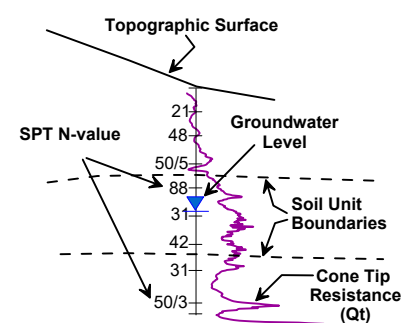 Topographic Surface
21
SPT N-value
48
Groundwater
Level
50/5
88
31
Soil Unit
Boundaries
42
31
Cone Tip
Resistance
(Qt)
50/3